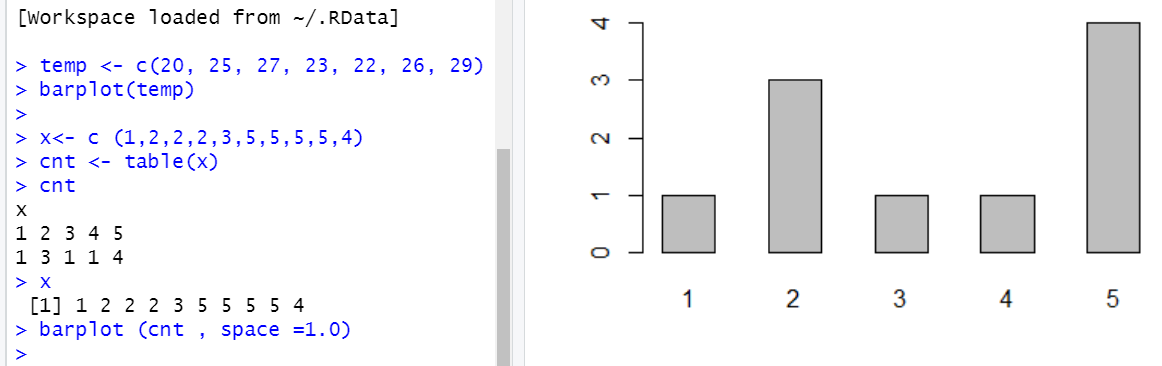 [Workspace loaded from ~/.RData]
> temp <- c(20, 25, 27, 23, 22, 26, 29)
> barplot(temp)
>
> x<- c (1,2,2,2,3,5,5,5,5,4)
> cnt <- table(x)
> cnt
x
1 2 3 4 5
1 3 1 1 4
> x
[1] 1 2 2 2 3 5 5 5 5 4
> barplot (cnt , space =1.0)
>
4
3
2
1
0
1 2 3 4 5